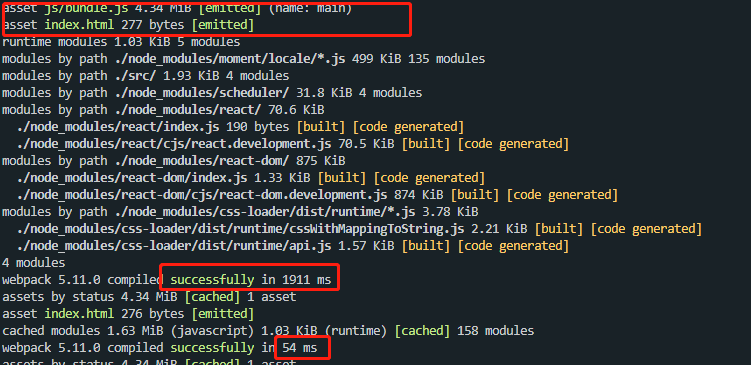 asset js/bundle.js 4.34 MiB [emitted] (name: main)
asset index.html 277 bytes [emitted]
runtime modules 1.03 KiB 5 modules
modules by path ./node_modules/moment/locale/*.js 499 KiB 135 modules
modules by path ./src/ 1.93 KiB 4 modules
modules by path ./node_modules/scheduler/ 31.8 KiB 4 modules
modules by path ./node_modules/react/ 70.6 KiB
./node_modules/react/index.js 190 bytes [built] [code generated]
./node_modules/react/cjs/react.development.js 70.5 KiB [built] [code generated]
modules by path ./node_modules/react-dom/ 875 KiB
./node_modules/react-dom/index.js 1.33 KiB [built] [code generated]
./node_modules/react-dom/cjs/react-dom.development.js 874 KiB [built] [code generated]
modules by path ./node_modules/css-loader/dist/runtime/*.js 3.78 KiB
./node_modules/css-loader/dist/runtime/cssWithMappingToString.js 2.21 KiB [built] [code generated]
./node_modules/css-loader/dist/runtime/api.js 1.57 KiB [built] [code generated]
4 modules
webpack 5.11.0 compiled successfully in 1911 ms
assets by status 4.34 MiB [cached] 1 asset
asset index.html 276 bytes [emitted]
cached modules 1.63 MiB (javascript) 1.03 KiB (runtime) [cached] 158 modules
webpack 5.11.0 compiled successfully in 54 ms
assets by status 4.34 MiB [cached] 1 asset